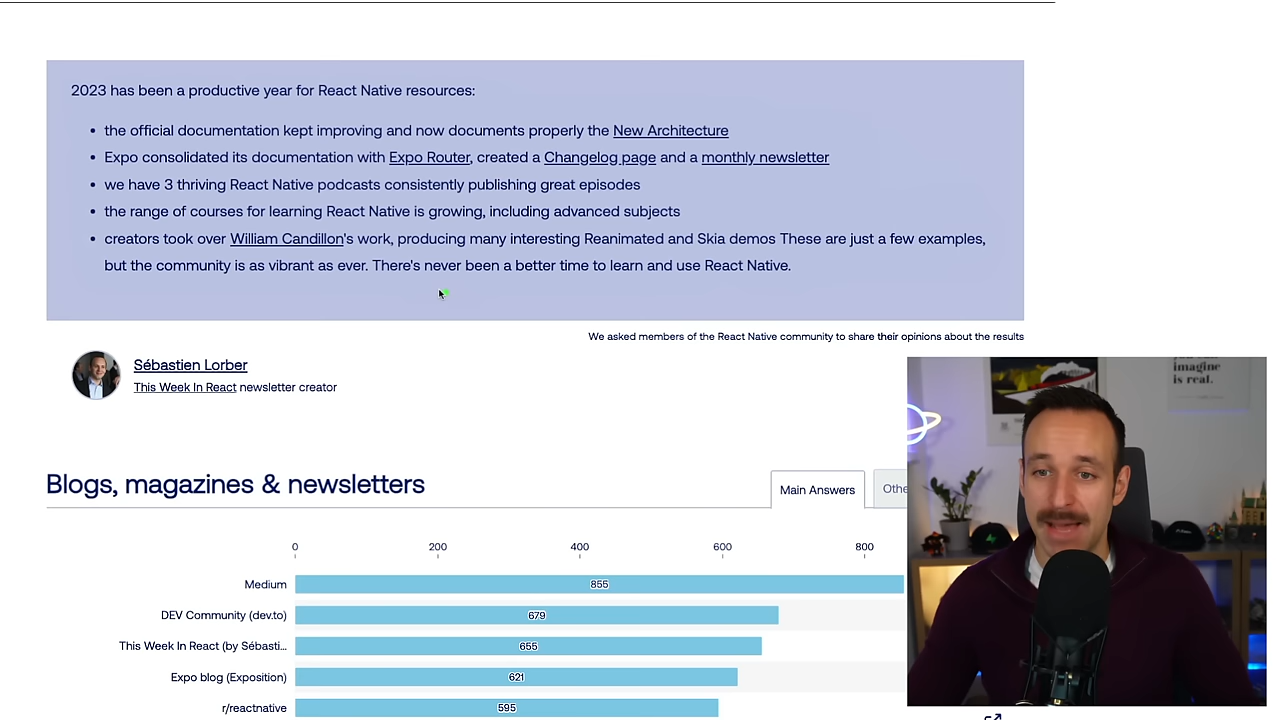 2023 has been a productive year for React Native resources:
• the official documentation kept improving and now documents properly the New Architecture
• Expo consolidated its documentation with Expo Router, created a Changelog page and a monthly newsletter
• we have 3 thriving React Native podcasts consistently publishing great episodes
• the range of courses for learning React Native is growing, including advanced subjects
• creators took over William Candillon's work, producing many interesting Reanimated and Skia demos These are just a few examples,
but the community is as vibrant as ever. There's never been a better time to learn and use React Native.
We asked members of the React Native community to share their opinions about the results
Sébastien Lorber
This Week In React newsletter creator
imagine
is real.
Blogs, magazines & newsletters
Main Answers
Othe
0 200 400 600 800
Medium 855
DEV Community (dev.to) 679
This Week In React (by Sébasti... 655
Expo blog (Exposition) 621
r/reactnative 595